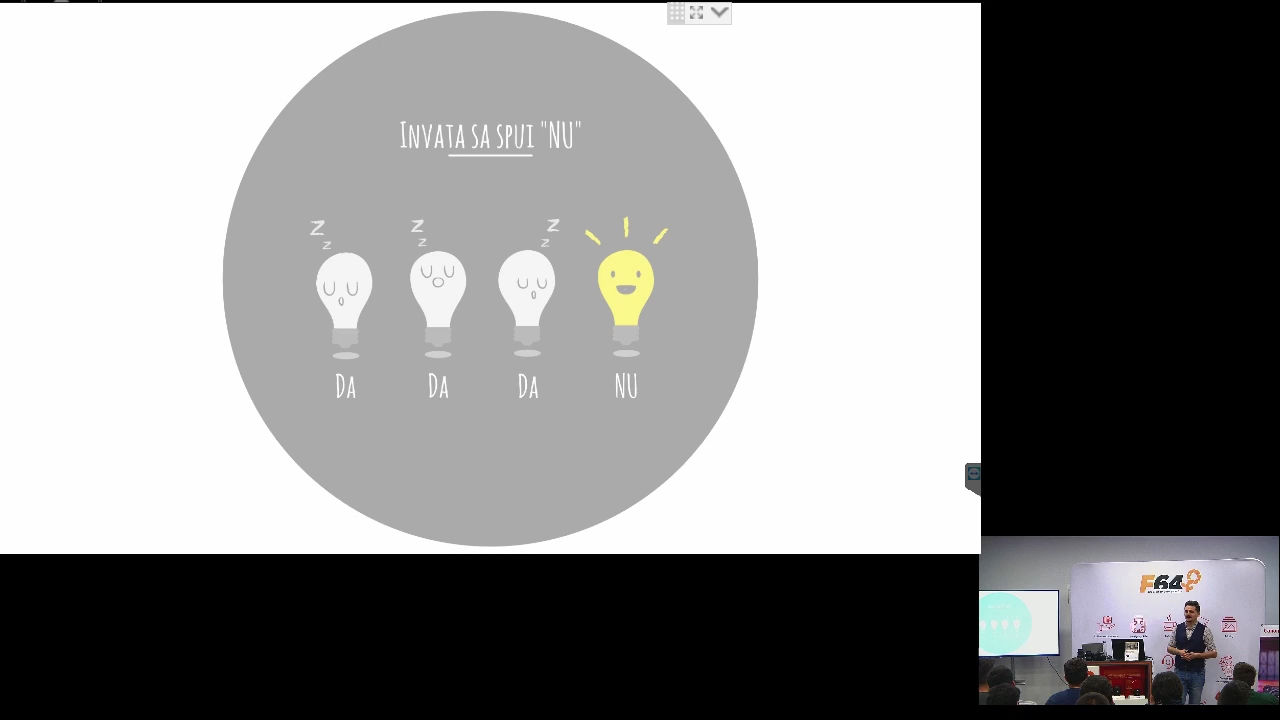 Invata sa spui "NU"
z z z
z z z
Da Da Da NU
F64